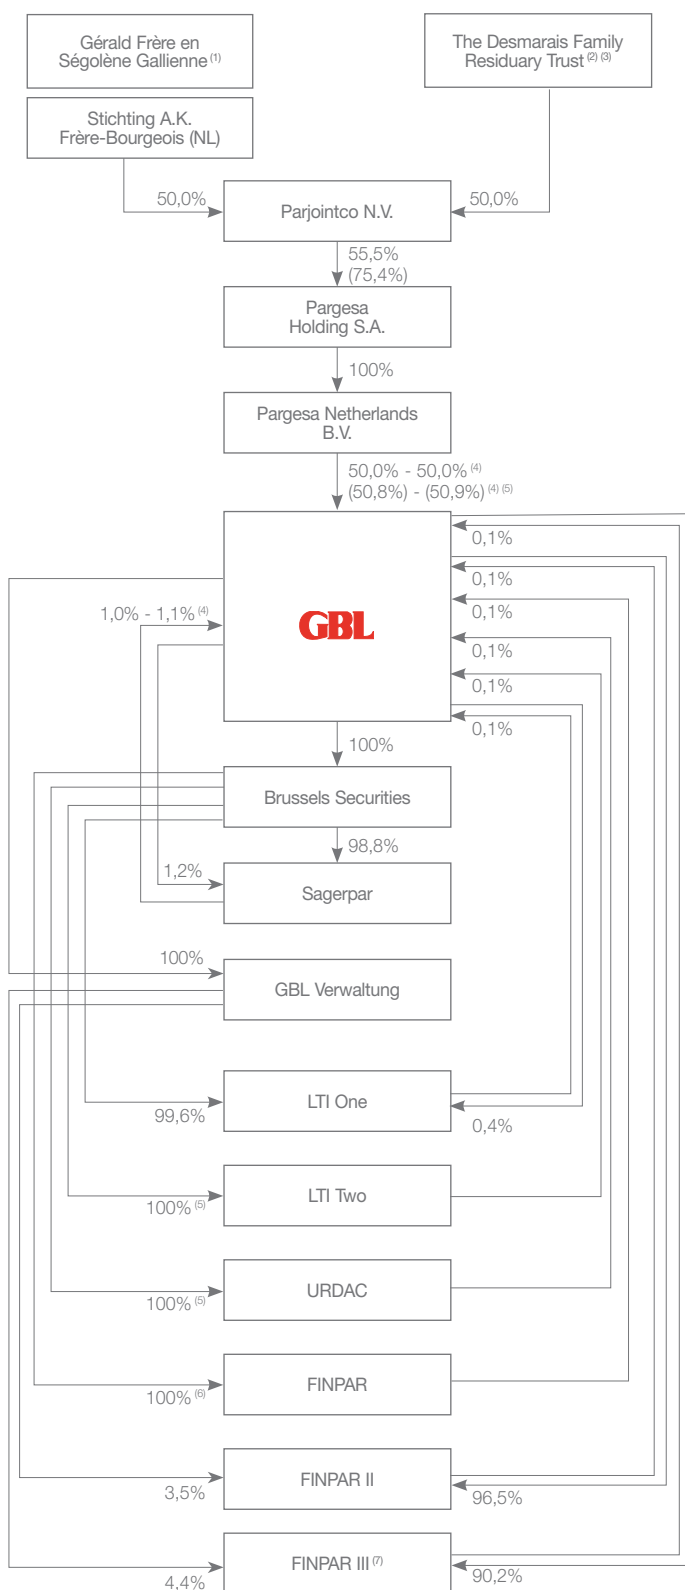 Gérald Frère en
Ségolène Gallienne (1)
The Desmarais Family
Residuary Trust (2) (3)
Stichting A.K.
Frère-Bourgeois (NL)
50,0%
Parjointco N.V.
50,0%
55,5%
(75,4%)
Pargesa
Holding S.A.
100%
Pargesa Netherlands
B.V.
50,0% - 50,0% (4)
(50,8%) - (50,9%) (4) (5)
0,1%
0,1%
1,0% - 1,1% (4)
0,1%
GBL
0,1%
0,1%
0,1%
100%
Brussels Securities
98,8%
1,2%
Sagerpar
100%
GBL Verwaltung
LTI One
99,6%
0,4%
LTI Two
100% (5)
URDAC
100% (5)
FINPAR
100% (6)
FINPAR II
3,5%
96,5%
FINPAR III (7)
4,4%
90,2%